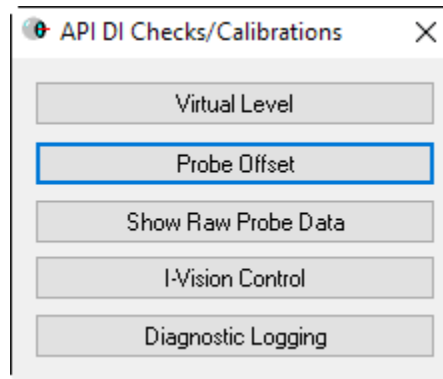 API DI Checks/Calibrations
Virtual Level
Probe Offset
Show Raw Probe Data
I-Vision Control
Diagnostic Logging